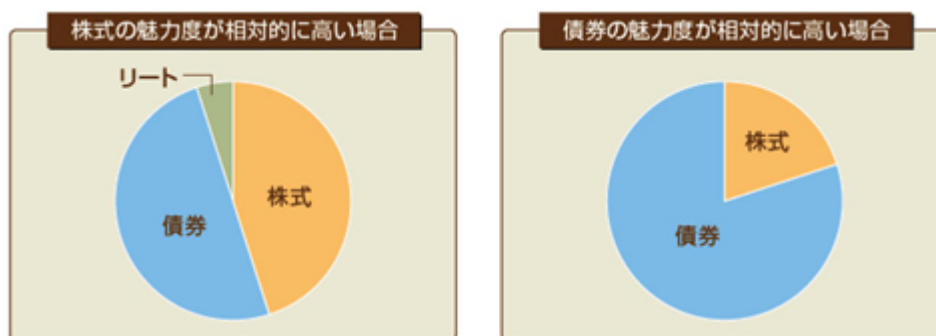 株式の魅力度が相対的に高い場合
リート
株式
債券
債券の魅力度が相対的に高い場合
株式
債券